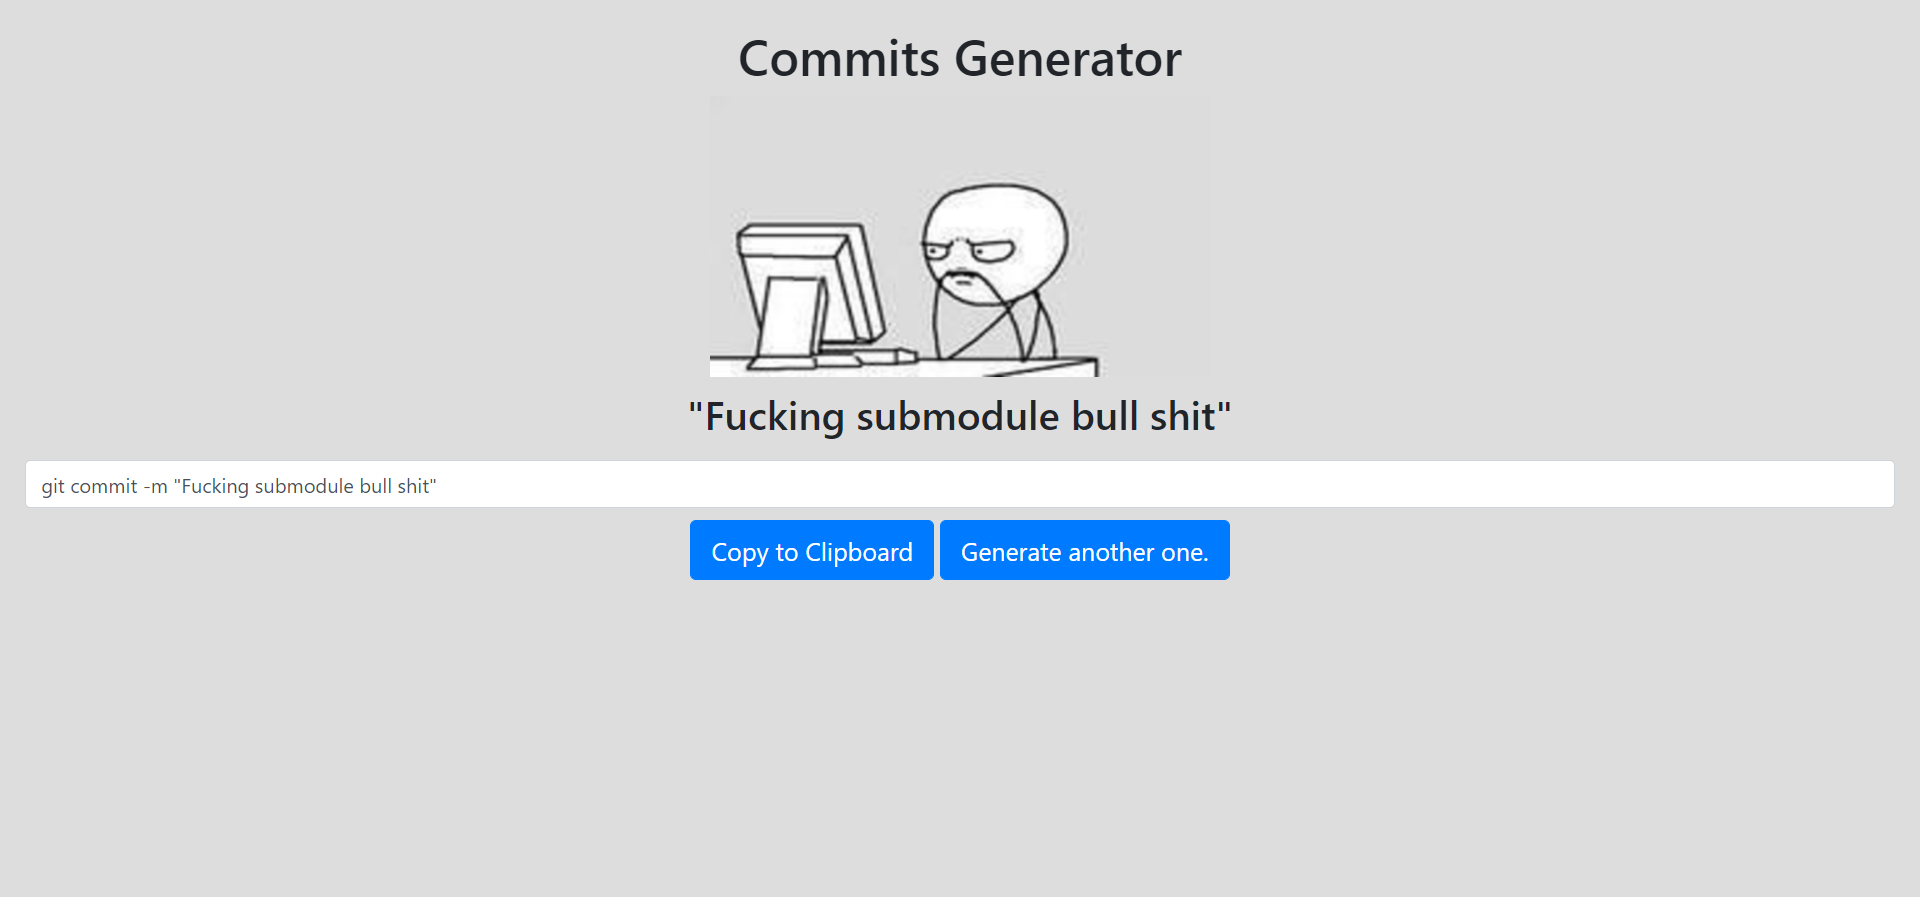 Commits Generator
"Fucking submodule bull shit"
git commit -m "Fucking submodule bull shit"
Copy to Clipboard
Generate another one.